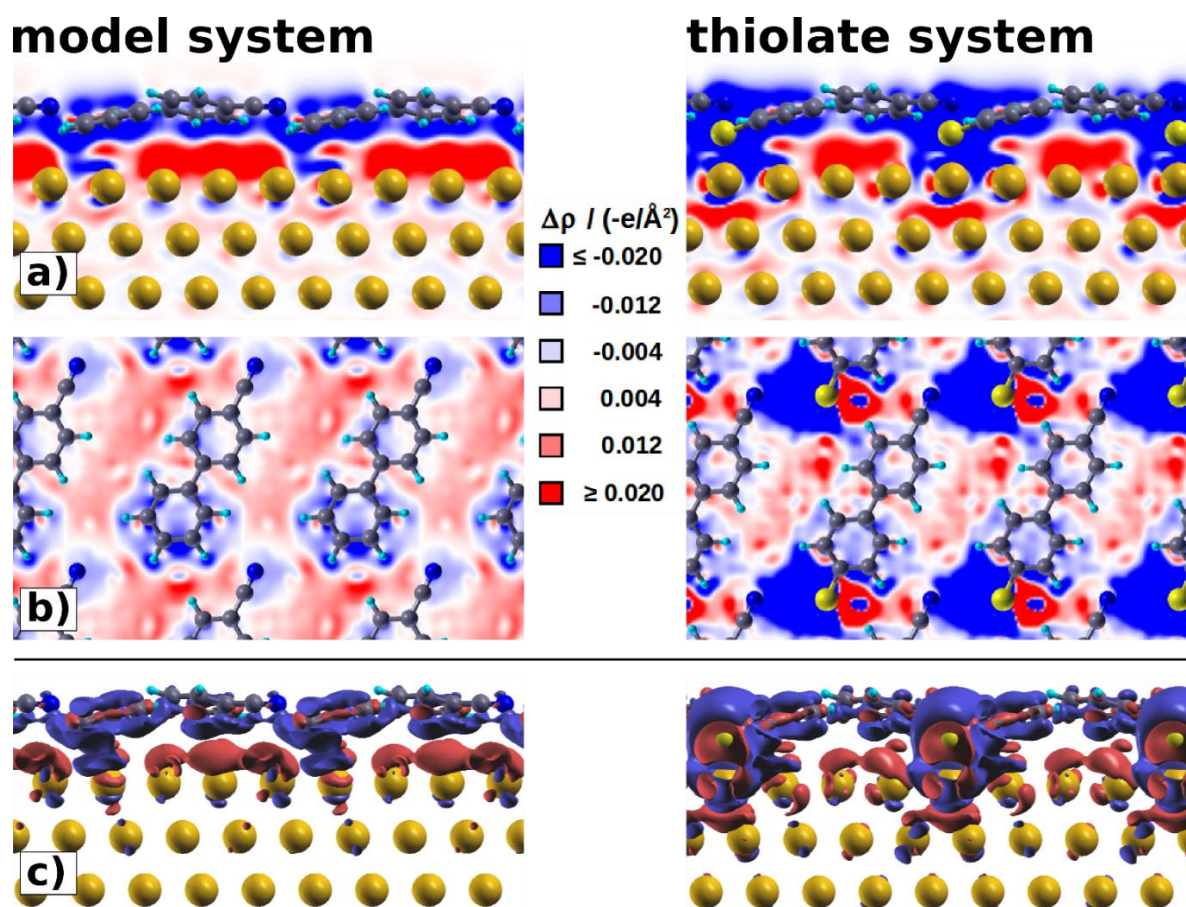 model system
thiolate system
a)
Δρ / (-e/Å²)
≤ -0.020
-0.012
-0.004
0.004
0.012
≥ 0.020
b)
c)